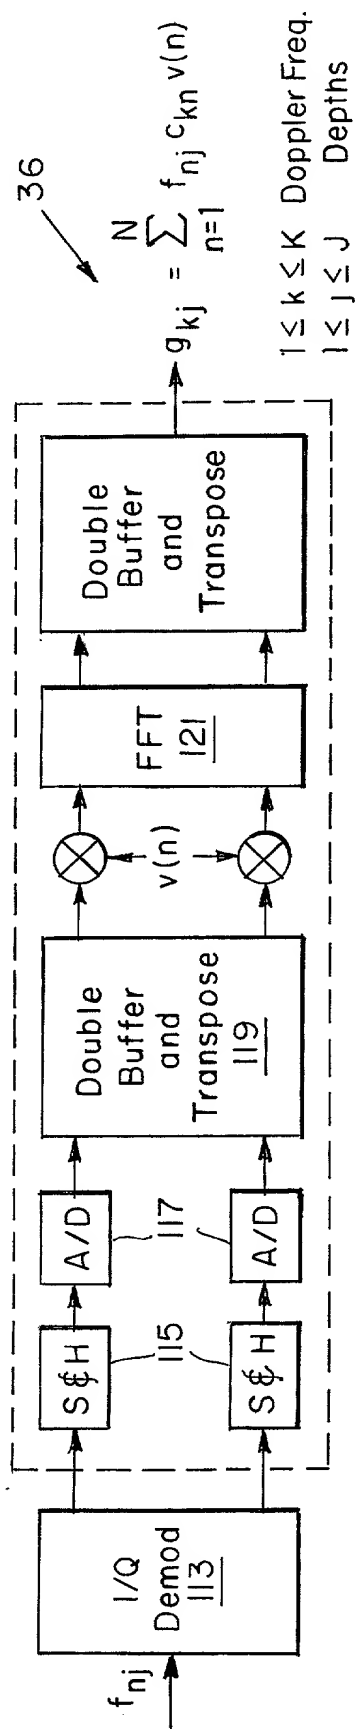 f_nj
I/Q
Demod
113
S&H
S&H
115
A/D
A/D
117
Double
Buffer
and
Transpose
119
v(n)
FFT
121
Double
Buffer
and
Transpose
36
g_kj = N Σ n=1 f_nj c_kn v(n)
1≤k≤K Doppler Freq.
1≤j≤J Depths